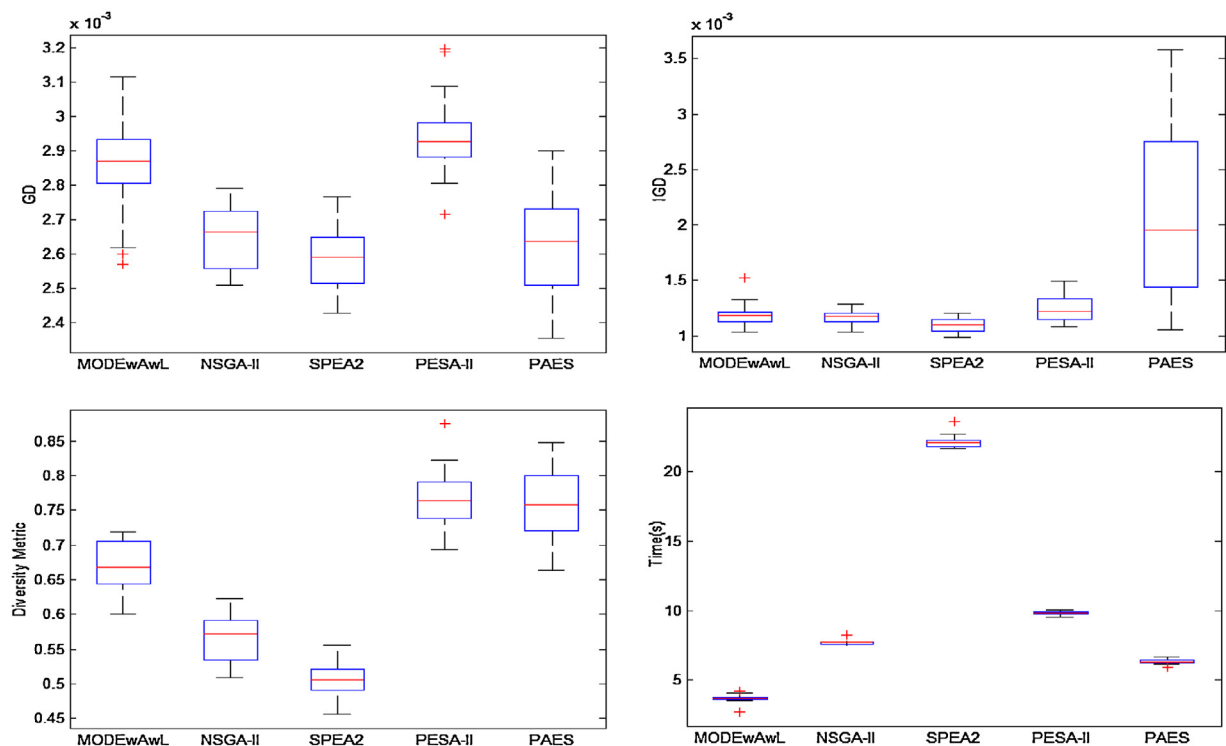 x 10⁻³
3.2
3.1
3
2.9
2.8
2.7
2.6
2.5
2.4
GD
MODEwAwL NSGA-II SPEA2 PESA-II PAES
x 10⁻³
3.5
3
2.5
2
1.5
1
IGD
MODEwAwL NSGA-II SPEA2 PESA-II PAES
0.85
0.8
0.75
0.7
0.65
0.6
0.55
0.5
0.45
Diversity Metric
MODEwAwL NSGA-II SPEA2 PESA-II PAES
20
15
10
5
Time(s)
MODEwAwL NSGA-II SPEA2 PESA-II PAES